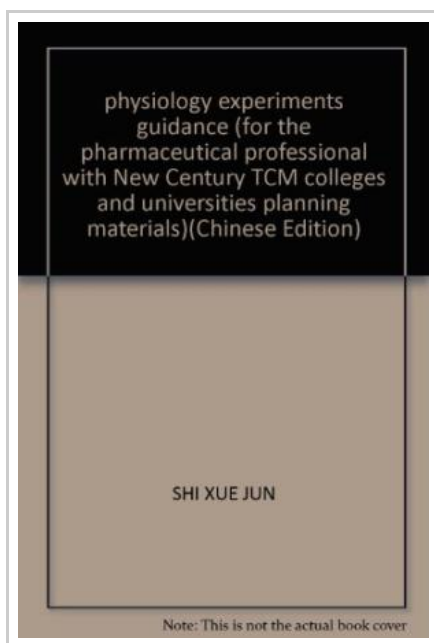 physiology experiments
guidance (for the
pharmaceutical professional
with New Century TCM colleges
and universities planning
materials)(Chinese Edition)
SHI XUE JUN
Note: This is not the actual book cover